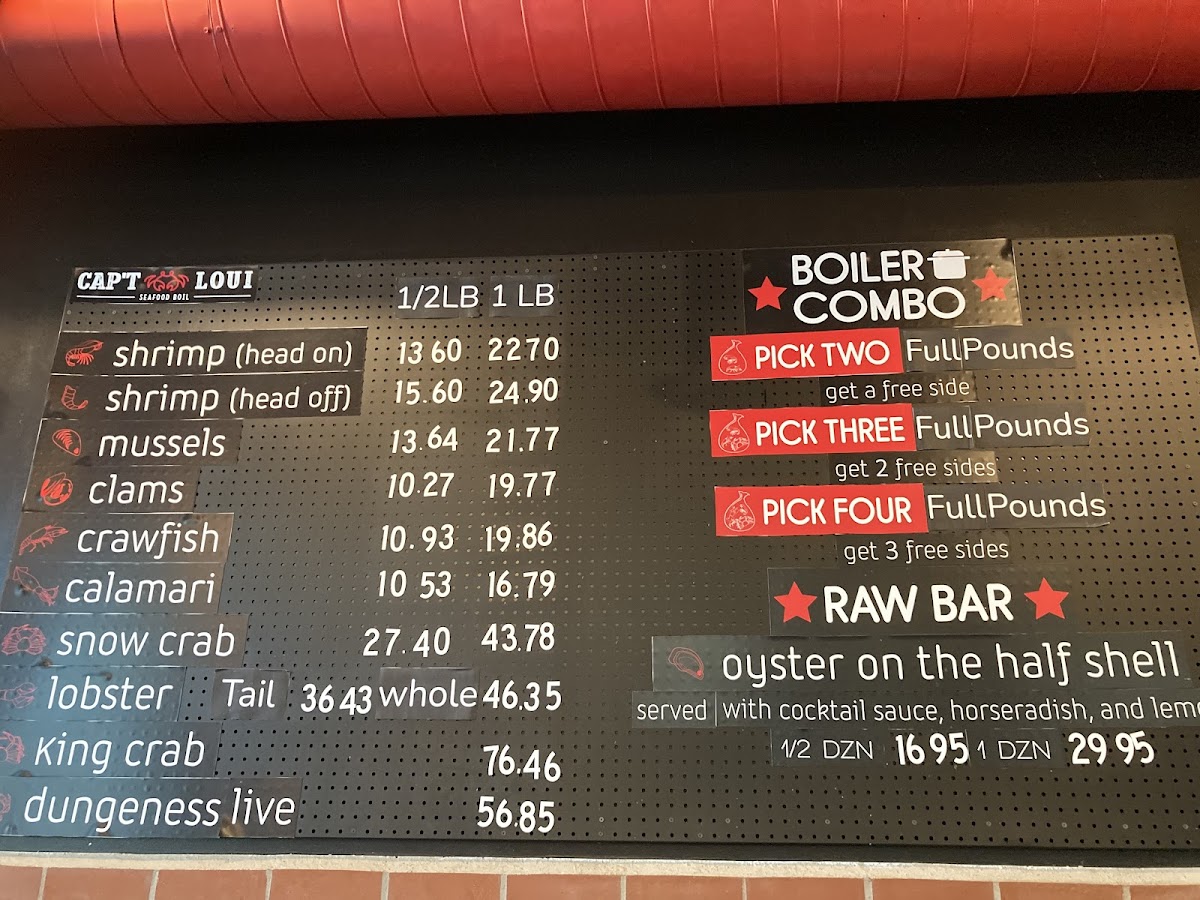 CAP'T LOUI
SEAFOOD BOIL
1/2LB 1 LB
shrimp (head on) 13 60 22 70
shrimp (head off) 15.60 24.90
mussels 13.64 21.77
clams 10.27 19.77
crawfish 10.93 19.86
calamari 10 53 16.79
snow crab 27.40 43.78
lobster Tail 36 43 whole 46.35
King crab 76.46
dungeness live 56.85
BOILER
COMBO
PICK TWO FullPounds
get a free side
PICK THREE FullPounds
get 2 free sides
PICK FOUR FullPounds
get 3 free sides
RAW BAR
oyster on the half shell
served with cocktail sauce, horseradish, and lemo
1/2 DZN 16 95 1 DZN 29 95